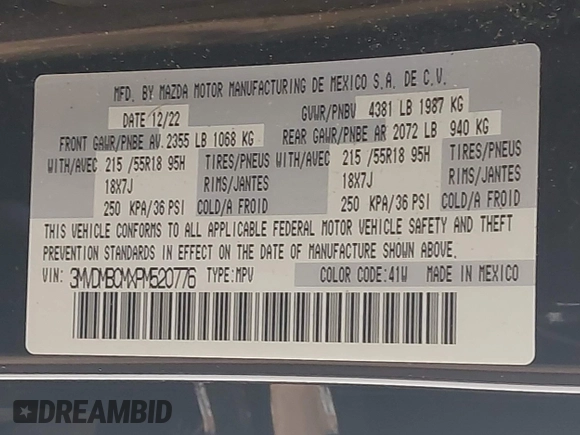 MFD. BY MAZDA MOTOR MANUFACTURING DE MEXICO S.A. DE C.V.
DATE 12/22 GVWR/PNBV 4381 LB 1987 KG
FRONT GAWR/PNBE AV. 2355 LB 1068 KG REAR GAWR/PNBE AR 2072 LB 940 KG
WITH/AVEC 215 /55R18 95H TIRES/PNEUS WITH/AVEC 215 /55R18 95H TIRES/PNEUS
18X7J RIMS/JANTES 18X7J RIMS/JANTES
250 KPA/36 PSI COLD/A FROID 250 KPA/36 PSI COLD/A FROID
THIS VEHICLE CONFORMS TO ALL APPLICABLE FEDERAL MOTOR VEHICLE SAFETY AND THEFT
PREVENTION STANDARDS IN EFFECT ON THE DATE OF MANUFACTURE SHOWN ABOVE.
VIN: 3MVDMBCMXPM520776 TYPE:MPV COLOR CODE:41W MADE IN MEXICO
DREAMBID